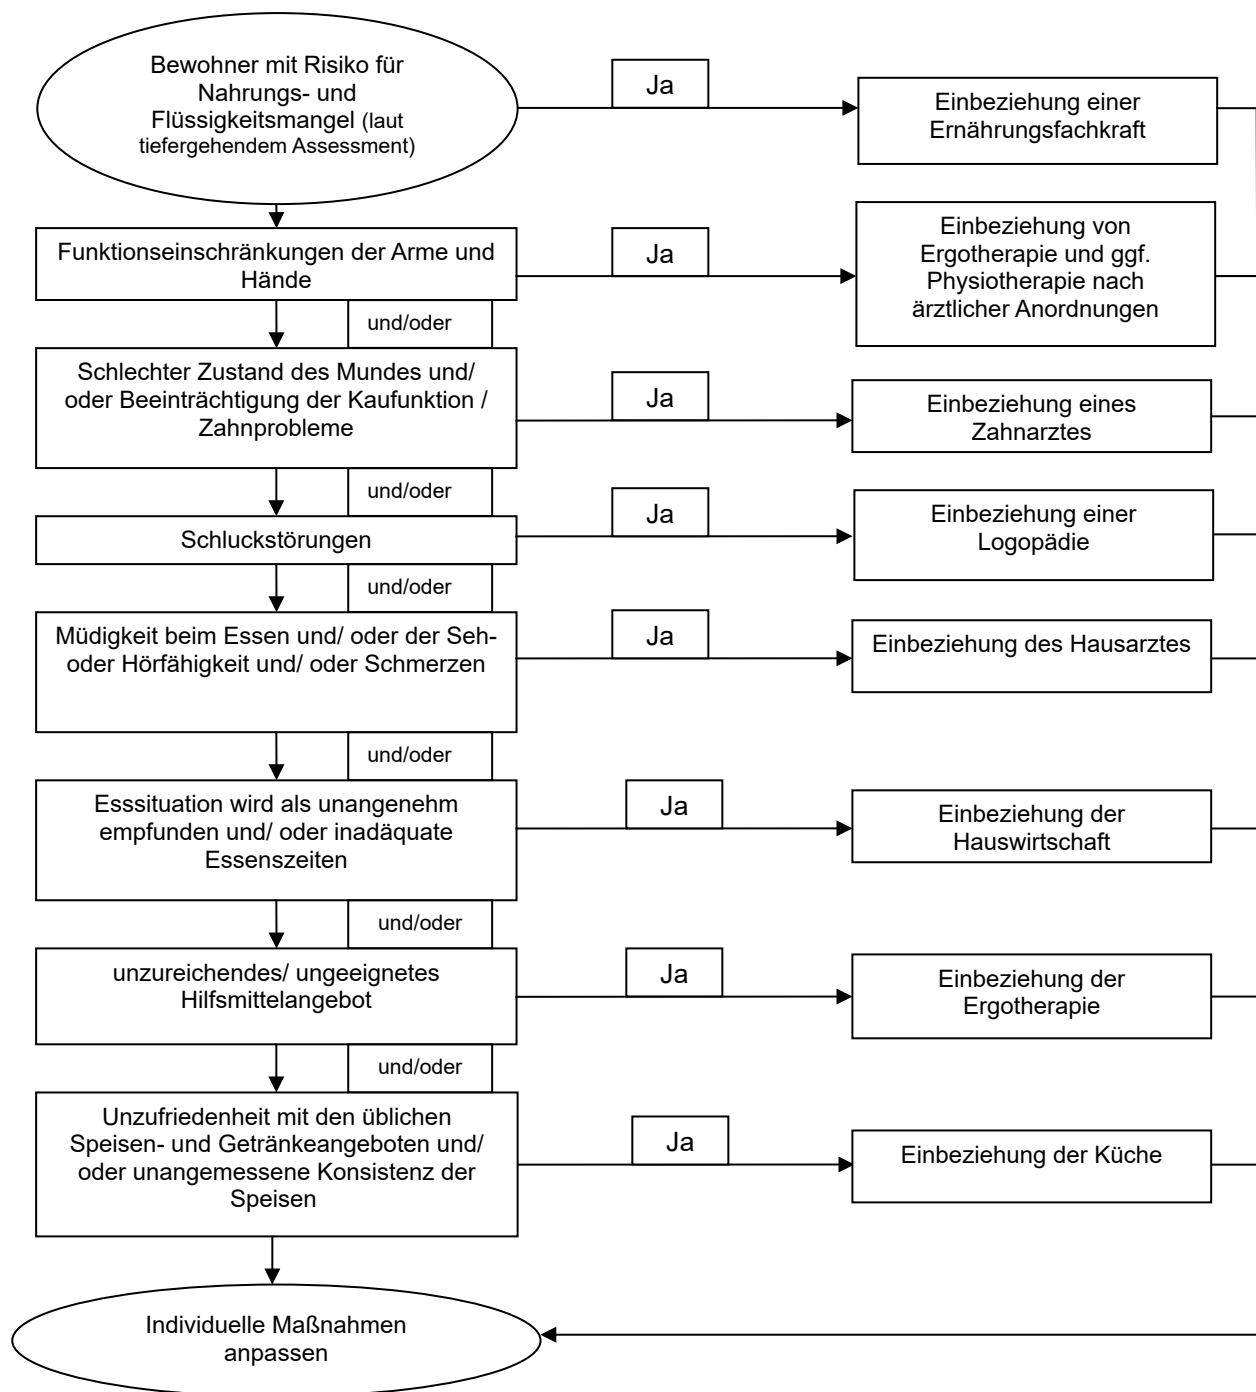 Bewohner mit Risiko für
Nahrungs- und
Flüssigkeitsmangel (laut
tiefergehendem Assessment)
Ja
Einbeziehung einer
Ernährungsfachkraft
Funktionseinschränkungen der Arme und
Hände
Ja
Einbeziehung von
Ergotherapie und ggf.
Physiotherapie nach
ärztlicher Anordnungen
und/oder
Schlechter Zustand des Mundes und/
oder Beeinträchtigung der Kaufunktion /
Zahnprobleme
Ja
Einbeziehung eines
Zahnarztes
und/oder
Schluckstörungen
Ja
Einbeziehung einer
Logopädie
und/oder
Müdigkeit beim Essen und/ oder der Seh-
oder Hörfähigkeit und/ oder Schmerzen
Ja
Einbeziehung des Hausarztes
und/oder
Esssituation wird als unangenehm
empfunden und/ oder inadäquate
Essenszeiten
Ja
Einbeziehung der
Hauswirtschaft
und/oder
unzureichendes/ ungeeignetes
Hilfsmittelangebot
Ja
Einbeziehung der
Ergotherapie
und/oder
Unzufriedenheit mit den üblichen
Speisen- und Getränkeangeboten und/
oder unangemessene Konsistenz der
Speisen
Ja
Einbeziehung der Küche
Individuelle Maßnahmen
anpassen